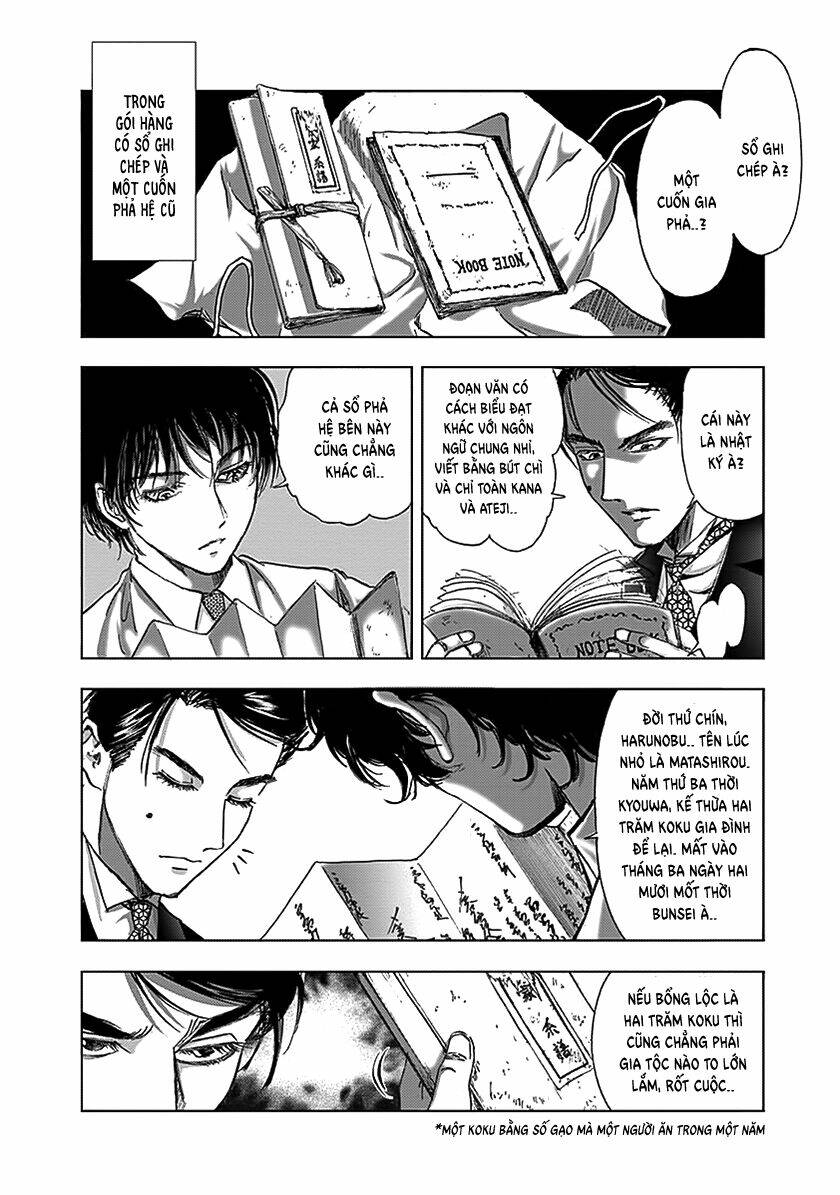 SỔ GHI
CHÉP À?
MỘT
CUỐN GIA
PHẢ..?
TRONG
GÓI HÀNG
CÓ SỔ GHI
CHÉP VÀ
MỘT CUỐN
PHẢ HỆ CŨ
系譜
NOTE BOOK
CÁI NÀY
LÀ NHẬT
KÝ À?
ĐOẠN VĂN CÓ
CÁCH BIỂU ĐẠT
KHÁC VỚI NGÔN
NGỮ CHUNG NHỈ,
VIẾT BẰNG BÚT CHÌ
VÀ CHỈ TOÀN KANA
VÀ ATEJI..
NOTE
CẢ SỔ PHẢ
HỆ BÊN NÀY
CŨNG CHẲNG
KHÁC GÌ..
ĐỜI THỨ CHÍN,
HARUNOBU.. TÊN LÚC
NHỎ LÀ MATASHIROU.
NĂM THỨ BA THỜI
KYOUWA, KẾ THỪA HAI
TRĂM KOKU GIA ĐÌNH
ĐỂ LẠI. MẤT VÀO
THÁNG BA NGÀY HAI
MƯƠI MỐT THỜI
BUNSEI À..
NẾU BỔNG LỘC LÀ
HAI TRĂM KOKU THÌ
CŨNG CHẲNG PHẢI
GIA TỘC NÀO TO LỚN
LẮM, RỐT CUỘC..
系譜
*MỘT KOKU BẰNG SỐ GẠO MÀ MỘT NGƯỜI ĂN TRONG MỘT NĂM